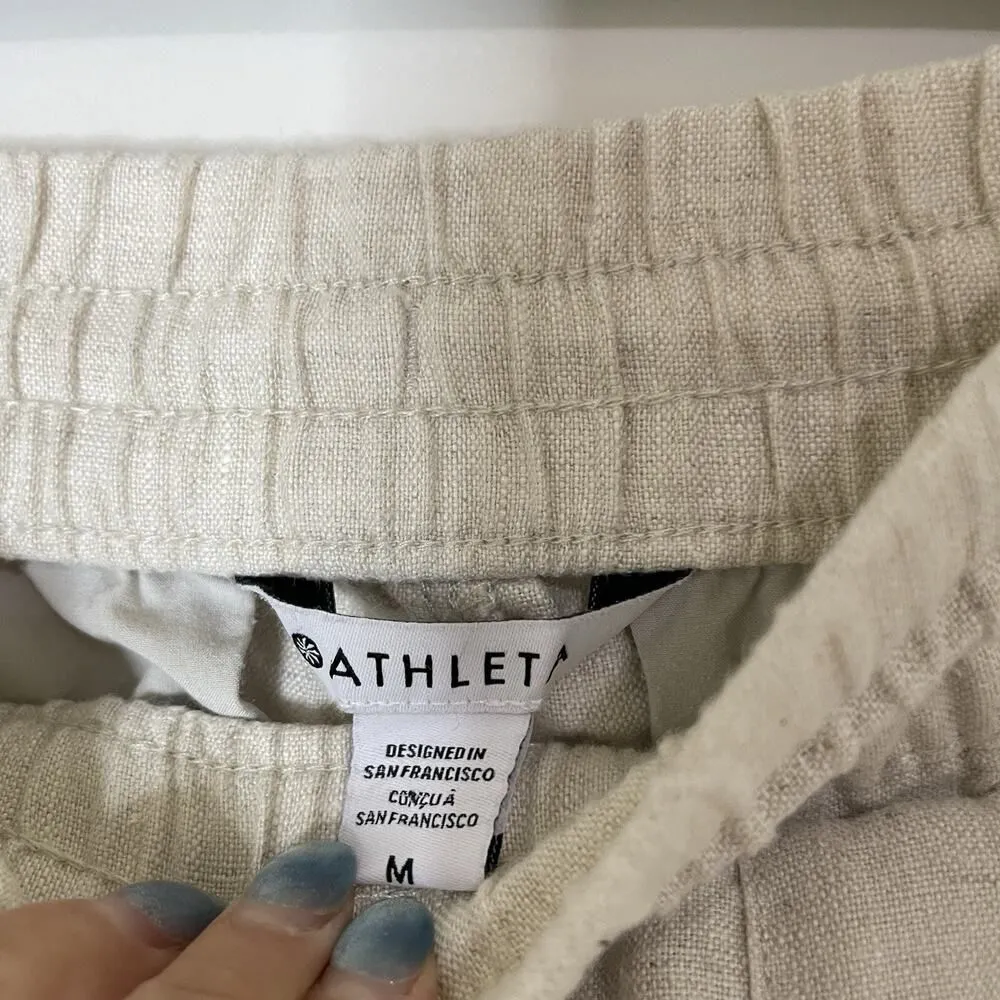 ATHLETA
DESIGNED IN
SAN FRANCISCO
CONÇU À
SAN FRANCISCO
M